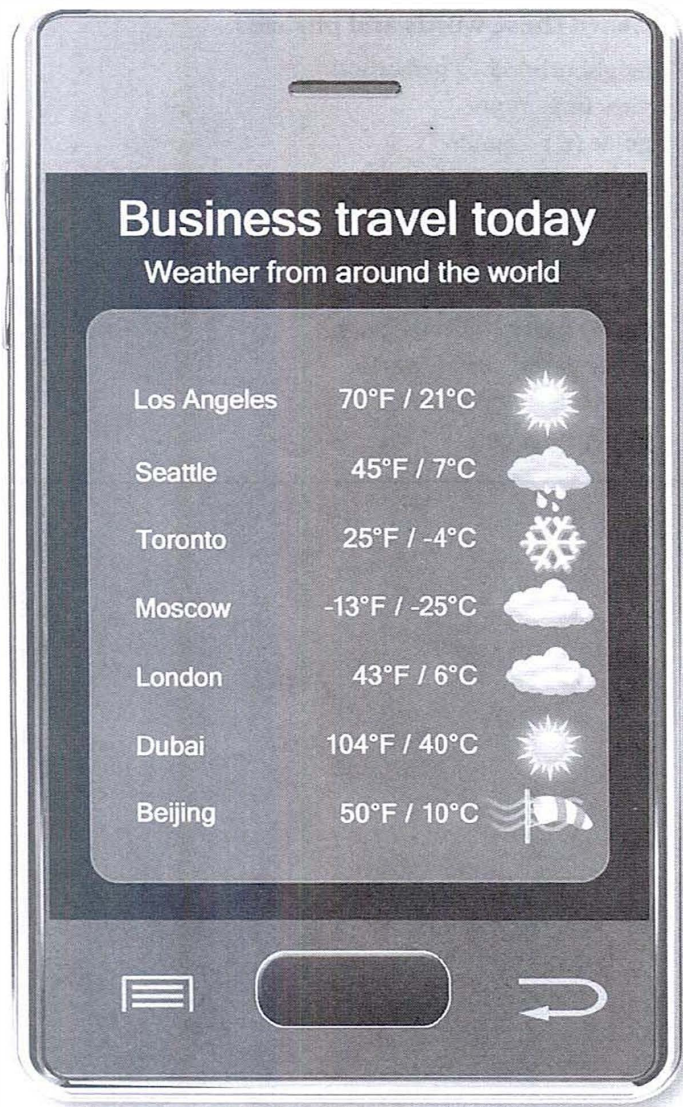 Business travel today
Weather from around the world
Los Angeles 70°F / 21°C
Seattle 45°F / 7°C
Toronto 25°F / -4°C
Moscow -13°F / -25°C
London 43°F / 6°C
Dubai 104°F / 40°C
Beijing 50°F / 10°C